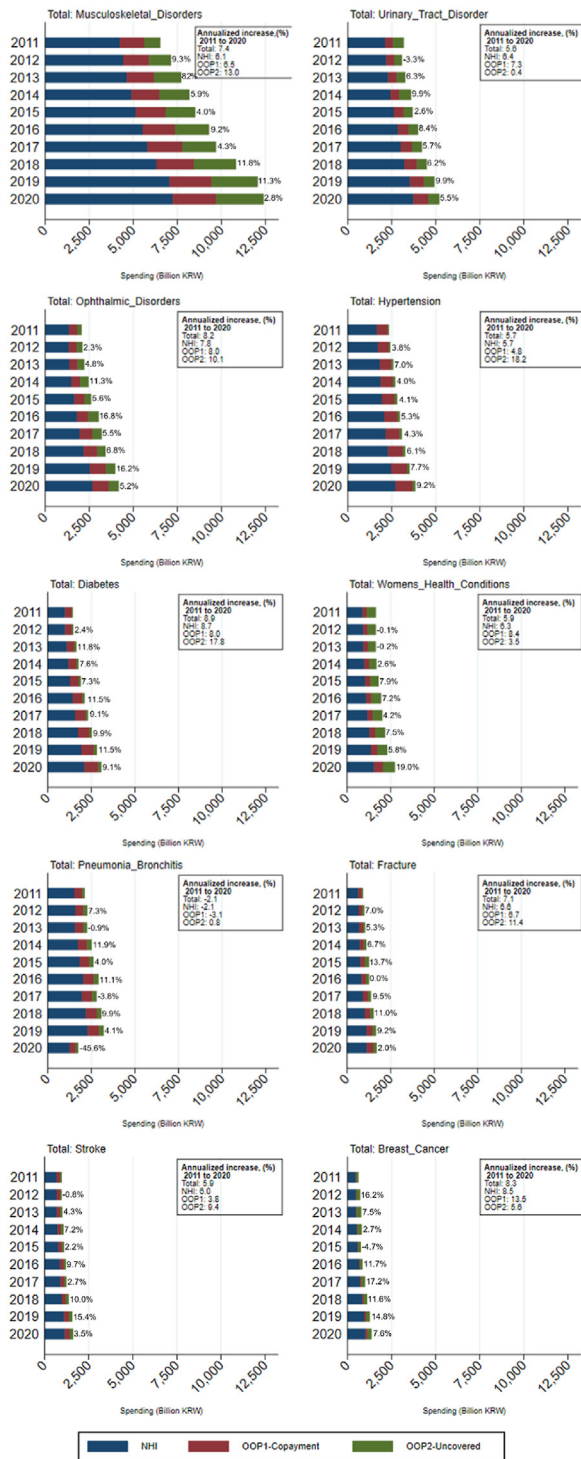 Total: Musculoskeletal_Disorders
Annualized increase,(%)
2011 to 2020
Total: 7.4
NHI: 6.1
OOP1: 6.5
OOP2: 13.0
2011
2012 9.3%
2013 8.2%
2014 5.9%
2015 4.0%
2016 9.2%
2017 4.3%
2018 11.8%
2019 11.3%
2020 2.8%
0 2,500 5,000 7,500 10,000 12,500
Spending (Billion KRW)
Total: Urinary_Tract_Disorder
Annualized increase, (%)
2011 to 2020
Total: 5.6
NHI: 6.4
OOP1: 7.3
OOP2: 0.4
2011
2012 -3.3%
2013 6.3%
2014 9.9%
2015 2.6%
2016 8.4%
2017 5.7%
2018 6.2%
2019 9.9%
2020 5.5%
0 2,500 5,000 7,500 10,000 12,500
Spending (Billion KRW)
Total: Ophthalmic_Disorders
Annualized increase, (%)
2011 to 2020
Total: 8.2
NHI: 7.8
OOP1: 8.0
OOP2: 10.1
2011
2012 2.3%
2013 4.8%
2014 11.3%
2015 5.6%
2016 16.8%
2017 5.5%
2018 6.8%
2019 16.2%
2020 5.2%
0 2,500 5,000 7,500 10,000 12,500
Spending (Billion KRW)
Total: Hypertension
Annualized increase, (%)
2011 to 2020
Total: 5.7
NHI: 5.7
OOP1: 4.8
OOP2: 18.2
2011
2012 3.8%
2013 7.0%
2014 4.0%
2015 4.1%
2016 5.3%
2017 4.3%
2018 6.1%
2019 7.7%
2020 9.2%
0 2,500 5,000 7,500 10,000 12,500
Spending (Billion KRW)
Total: Diabetes
Annualized increase, (%)
2011 to 2020
Total: 8.9
NHI: 8.7
OOP1: 8.0
OOP2: 17.8
2011
2012 2.4%
2013 11.8%
2014 7.6%
2015 7.3%
2016 11.5%
2017 9.1%
2018 9.9%
2019 11.5%
2020 9.1%
0 2,500 5,000 7,500 10,000 12,500
Spending (Billion KRW)
Total: Womens_Health_Conditions
Annualized increase, (%)
2011 to 2020
Total: 5.9
NHI: 6.3
OOP1: 8.4
OOP2: 3.5
2011
2012 -0.1%
2013 -0.2%
2014 2.6%
2015 7.9%
2016 7.2%
2017 4.2%
2018 7.5%
2019 5.8%
2020 19.0%
0 2,500 5,000 7,500 10,000 12,500
Spending (Billion KRW)
Total: Pneumonia_Bronchitis
Annualized increase, (%)
2011 to 2020
Total: -2.1
NHI: -2.1
OOP1: -3.1
OOP2: 0.8
2011
2012 7.3%
2013 -0.9%
2014 11.9%
2015 4.0%
2016 11.1%
2017 -3.8%
2018 9.9%
2019 4.1%
2020 -45.6%
0 2,500 5,000 7,500 10,000 12,500
Spending (Billion KRW)
Total: Fracture
Annualized increase, (%)
2011 to 2020
Total: 7.1
NHI: 6.6
OOP1: 6.7
OOP2: 11.4
2011
2012 7.0%
2013 5.3%
2014 6.7%
2015 13.7%
2016 0.0%
2017 9.5%
2018 11.0%
2019 9.2%
2020 2.0%
0 2,500 5,000 7,500 10,000 12,500
Spending (Billion KRW)
Total: Stroke
Annualized increase, (%)
2011 to 2020
Total: 5.9
NHI: 6.0
OOP1: 3.8
OOP2: 9.4
2011
2012 -0.8%
2013 4.3%
2014 7.2%
2015 2.2%
2016 9.7%
2017 2.7%
2018 10.0%
2019 15.4%
2020 3.5%
0 2,500 5,000 7,500 10,000 12,500
Spending (Billion KRW)
Total: Breast_Cancer
Annualized increase, (%)
2011 to 2020
Total: 8.3
NHI: 8.5
OOP1: 13.5
OOP2: 5.6
2011
2012 16.2%
2013 7.5%
2014 2.7%
2015 -4.7%
2016 11.7%
2017 17.2%
2018 11.6%
2019 14.8%
2020 7.6%
0 2,500 5,000 7,500 10,000 12,500
Spending (Billion KRW)
NHI OOP1-Copayment OOP2-Uncovered